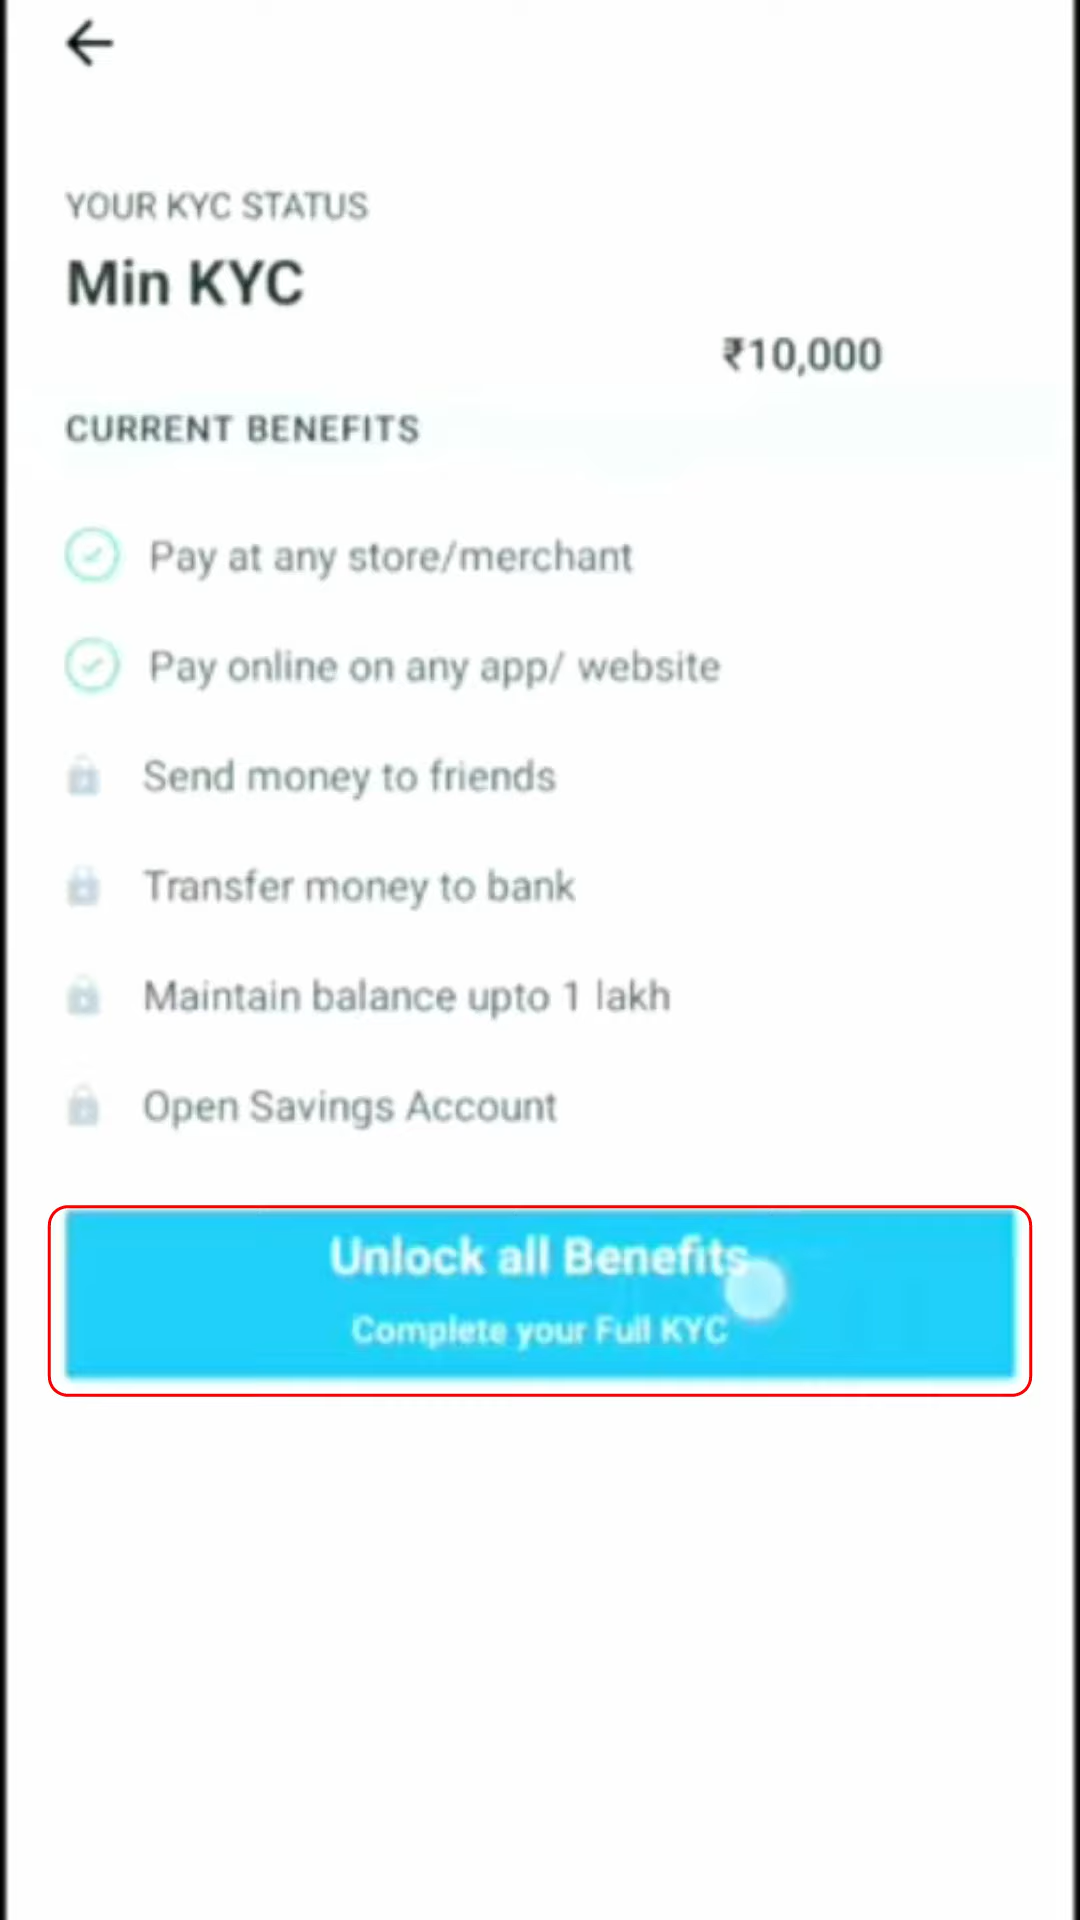 YOUR KYC STATUS
Min KYC
₹10,000
CURRENT BENEFITS
Pay at any store/merchant
Pay online on any app/ website
Send money to friends
Transfer money to bank
Maintain balance upto 1 lakh
Open Savings Account
Unlock all Benefits
Complete your Full KYC